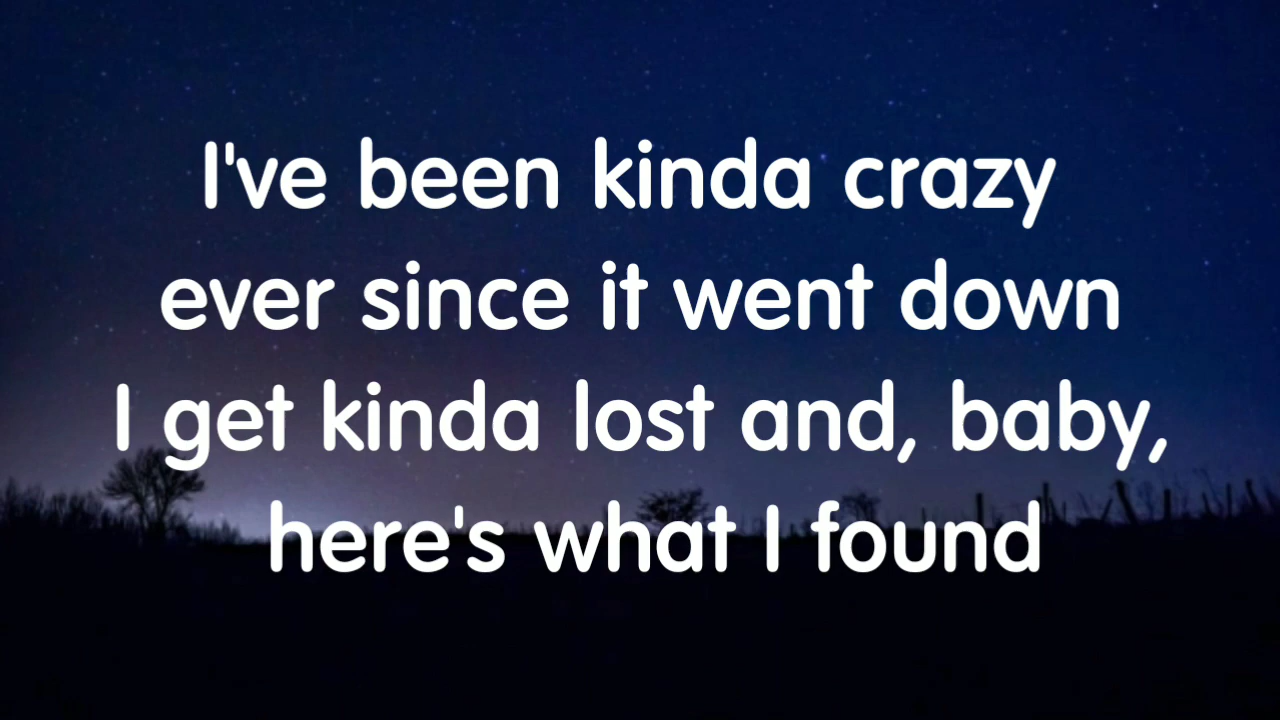 I've been kinda crazy
ever since it went down
I get kinda lost and, baby,
here's what I found